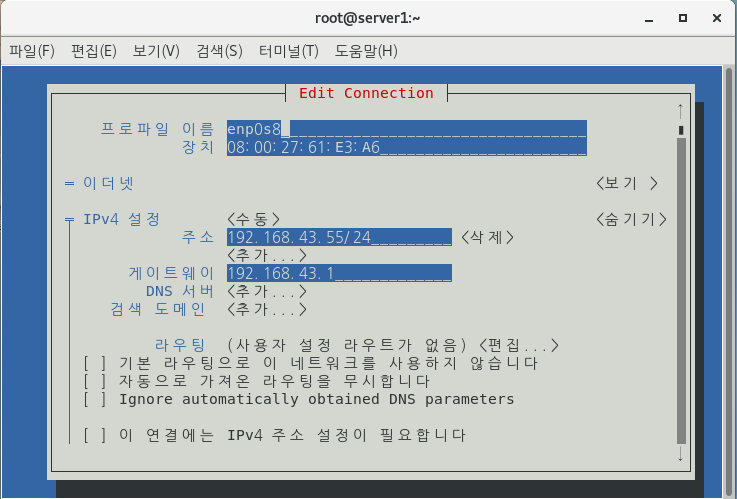 root@server1:~
파일(F) 편집(E) 보기(V) 검색(S) 터미널(T) 도움말(H)
Edit Connection
프로파일 이름 enp0s8_________________________________
장치 08:00:27:61:E3:A6_______________________
= 이더넷 <보기 >
= IPv4 설정 <수동> <숨기기>
주소 192.168.43.55/24_________ <삭제>
<추가...>
게이트웨이 192.168.43.1_____________
DNS 서버 <추가...>
검색 도메인 <추가...>
라우팅 (사용자 설정 라우트가 없음) <편집...>
[ ] 기본 라우팅으로 이 네트워크를 사용하지 않습니다
[ ] 자동으로 가져온 라우팅을 무시합니다
[ ] Ignore automatically obtained DNS parameters
[ ] 이 연결에는 IPv4 주소 설정이 필요합니다